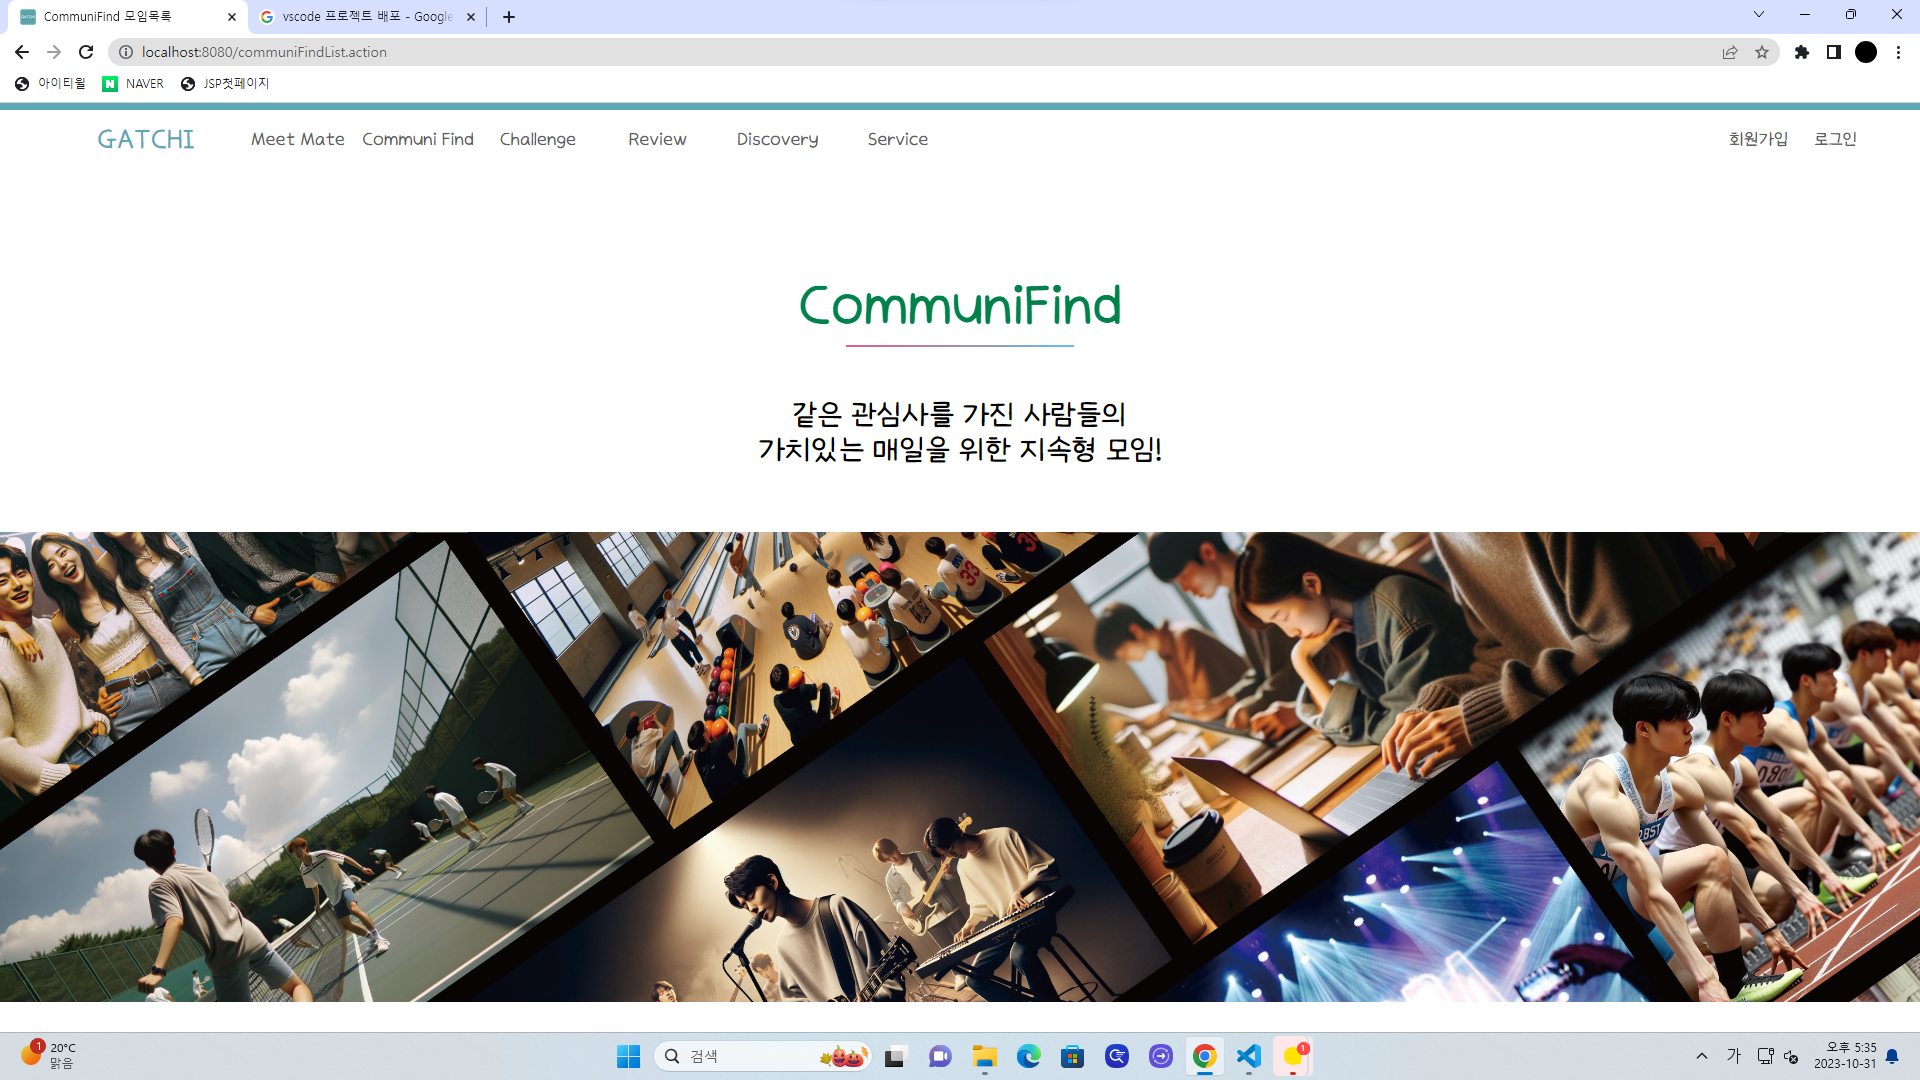 CommuniFind 모임목록
vscode 프로젝트 배포 - Google
localhost:8080/communiFindList.action
아이티윌
NAVER
JSP첫페이지
GATCHI
Meet Mate
Communi Find
Challenge
Review
Discovery
Service
회원가입
로그인
CommuniFind
같은 관심사를 가진 사람들의
가치있는 매일을 위한 지속형 모임!
33
1
20°C
맑음
검색
1
가
오후 5:35
2023-10-31